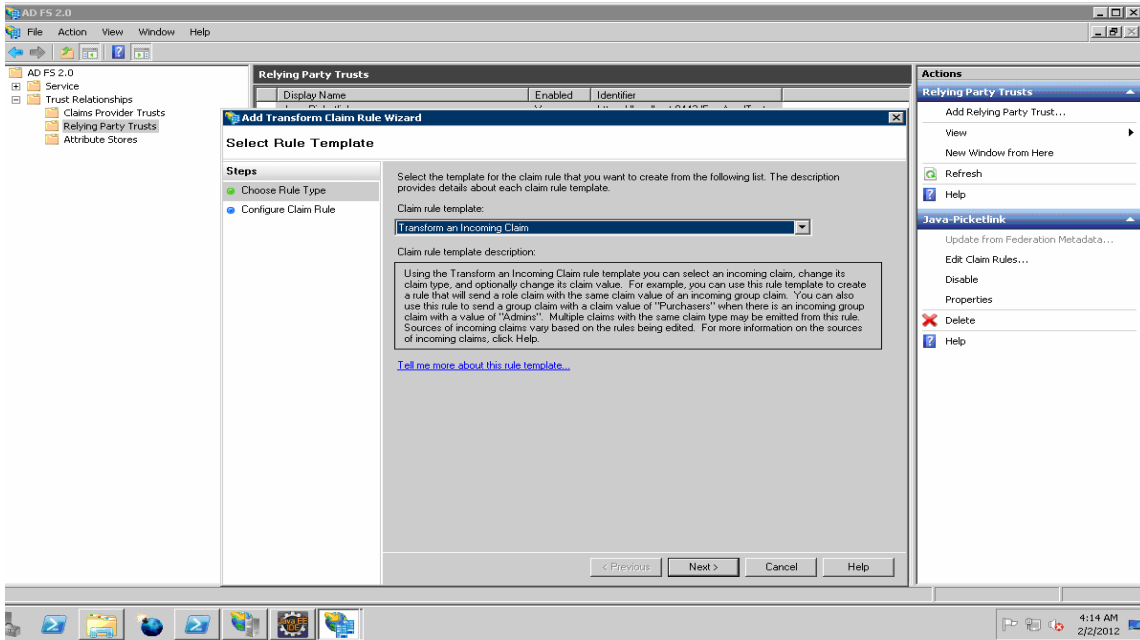 AD FS 2.0
File Action View Window Help
AD FS 2.0
Service
Trust Relationships
Claims Provider Trusts
Relying Party Trusts
Attribute Stores
Relying Party Trusts
Display Name Enabled Identifier
Add Transform Claim Rule Wizard
Select Rule Template
Steps
Choose Rule Type
Configure Claim Rule
Select the template for the claim rule that you want to create from the following list. The description
provides details about each claim rule template.
Claim rule template:
Transform an Incoming Claim
Claim rule template description:
Using the Transform an Incoming Claim rule template you can select an incoming claim, change its
claim type, and optionally change its claim value. For example, you can use this rule template to create
a rule that will send a role claim with the same claim value of an incoming group claim. You can also
use this rule to send a group claim with a claim value of "Purchasers" when there is an incoming group
claim with a value of "Admins". Multiple claims with the same claim type may be emitted from this rule.
Sources of incoming claims vary based on the rules being edited. For more information on the sources
of incoming claims, click Help.
Tell me more about this rule template...
< Previous Next > Cancel Help
Actions
Relying Party Trusts
Add Relying Party Trust...
View
New Window from Here
Refresh
Help
Java-Picketlink
Update from Federation Metadata...
Edit Claim Rules...
Disable
Properties
Delete
Help
Java EE
IDE
4:14 AM
2/2/2012